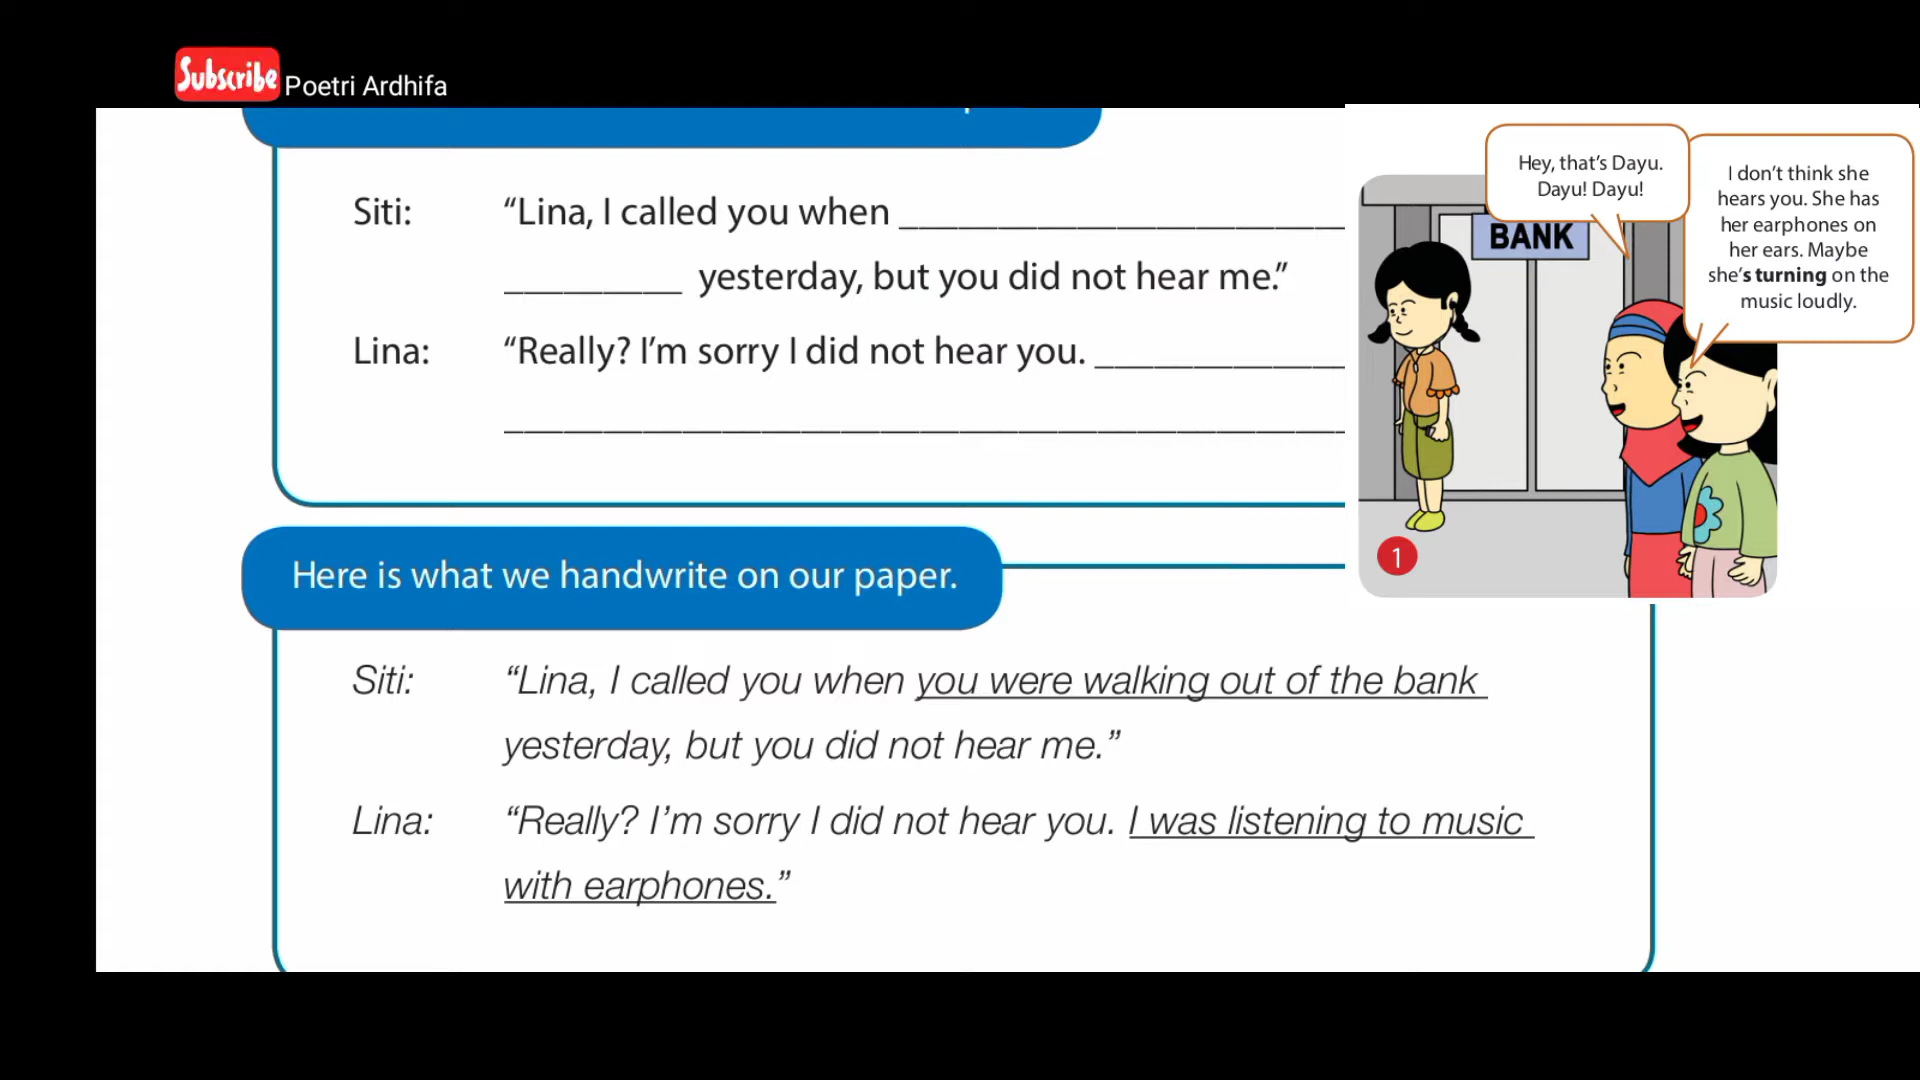 Subscribe Poetri Ardhifa
Siti: “Lina, I called you when ______________________
_________ yesterday, but you did not hear me.”
Lina: “Really? I’m sorry I did not hear you. _____________
___________________________________________
Here is what we handwrite on our paper.
Siti: “Lina, I called you when you were walking out of the bank
yesterday, but you did not hear me.”
Lina: “Really? I’m sorry I did not hear you. I was listening to music
with earphones.”
Hey, that’s Dayu.
Dayu! Dayu!
I don’t think she
hears you. She has
her earphones on
her ears. Maybe
she’s turning on the
music loudly.
BANK
1